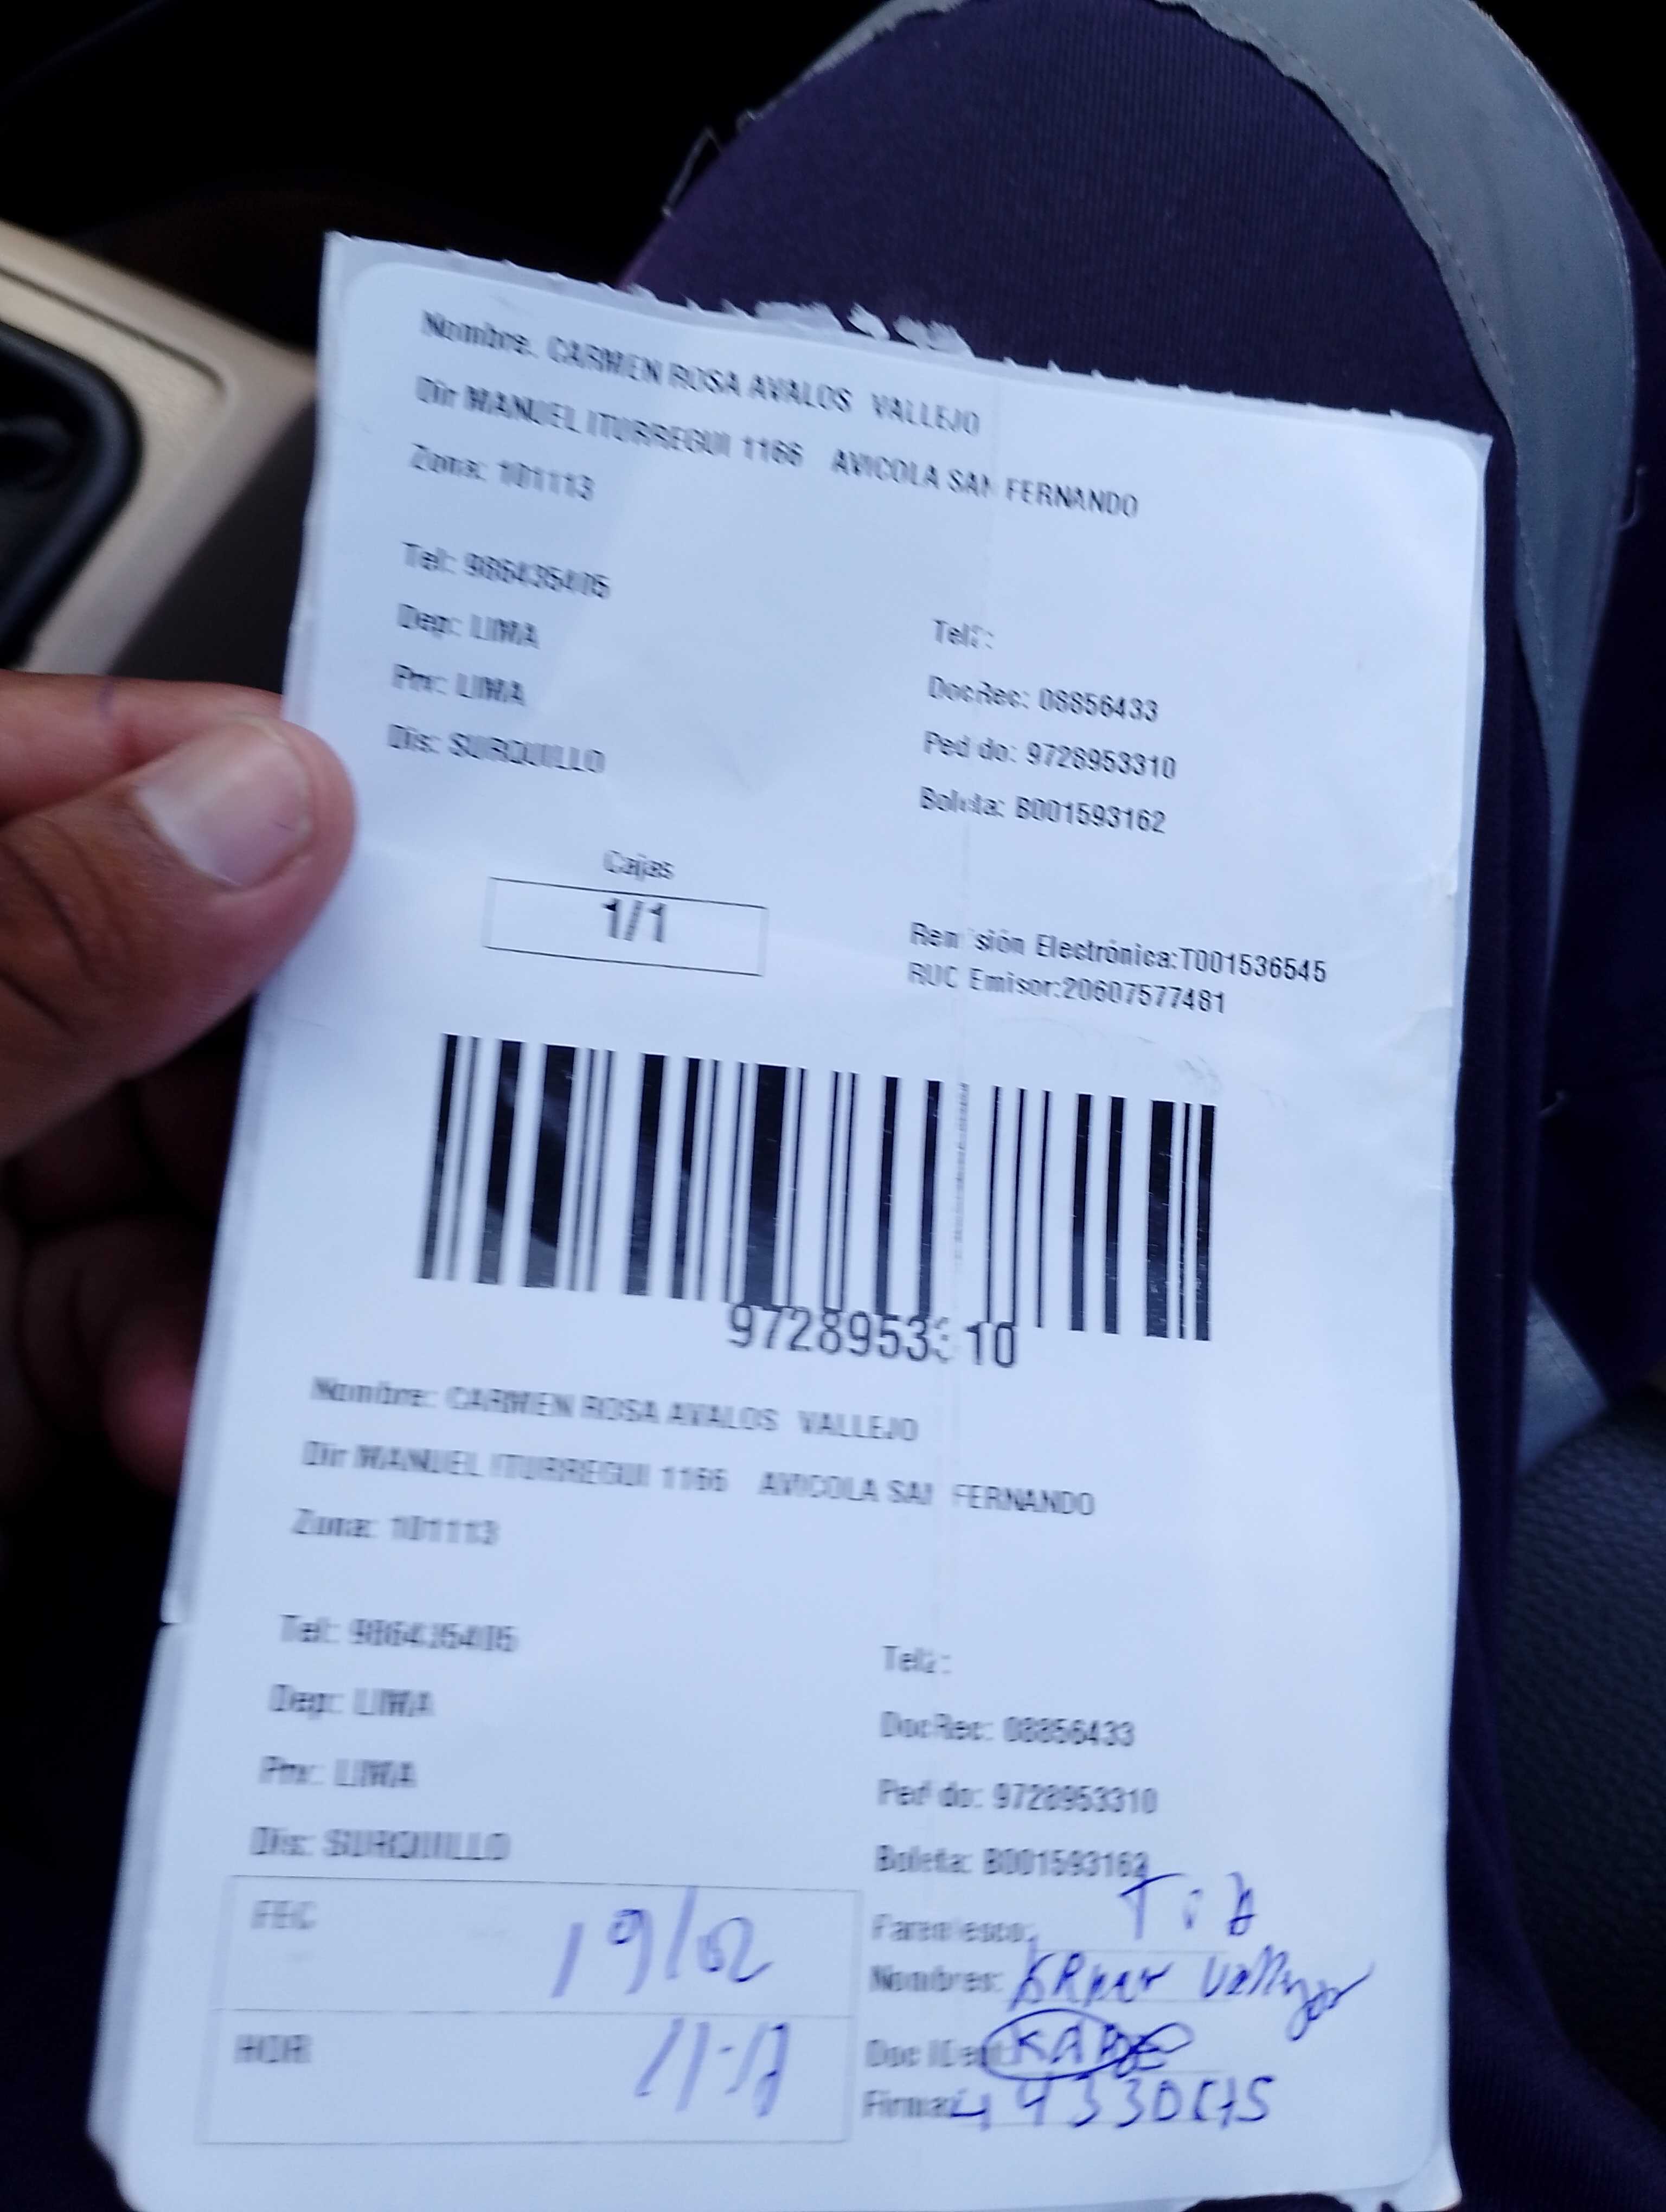 Nombre. CARMEN ROSA AVALOS VALLEJO
Dir MANUEL ITURREGUI 1166 AVICOLA SAN FERNANDO
Zona: 101113
Tel: 986435405
Dep: LIMA
Tel2:
Prv: LIMA
DocRec: 08856433
Dis: SURQUILLO
Pedido: 9728953310
Boleta: B001593162
Cajas
1/1
Remisión Electrónica:T001536545
RUC Emisor:20607577481
9728953310
Nombre: CARMEN ROSA AVALOS VALLEJO
Dir MANUEL ITURREGUI 1166 AVICOLA SAN FERNANDO
Zona: 101113
Tel: 986435405
Tel2:
Dep: LIMA
DocRec: 08856433
Prv: LIMA
Pedido: 9728953310
Dis: SURQUILLO
Boleta: B001593162
FEC 19/02
Parentesco:
Nombres:
HOR
Doc IDent:
Firma: